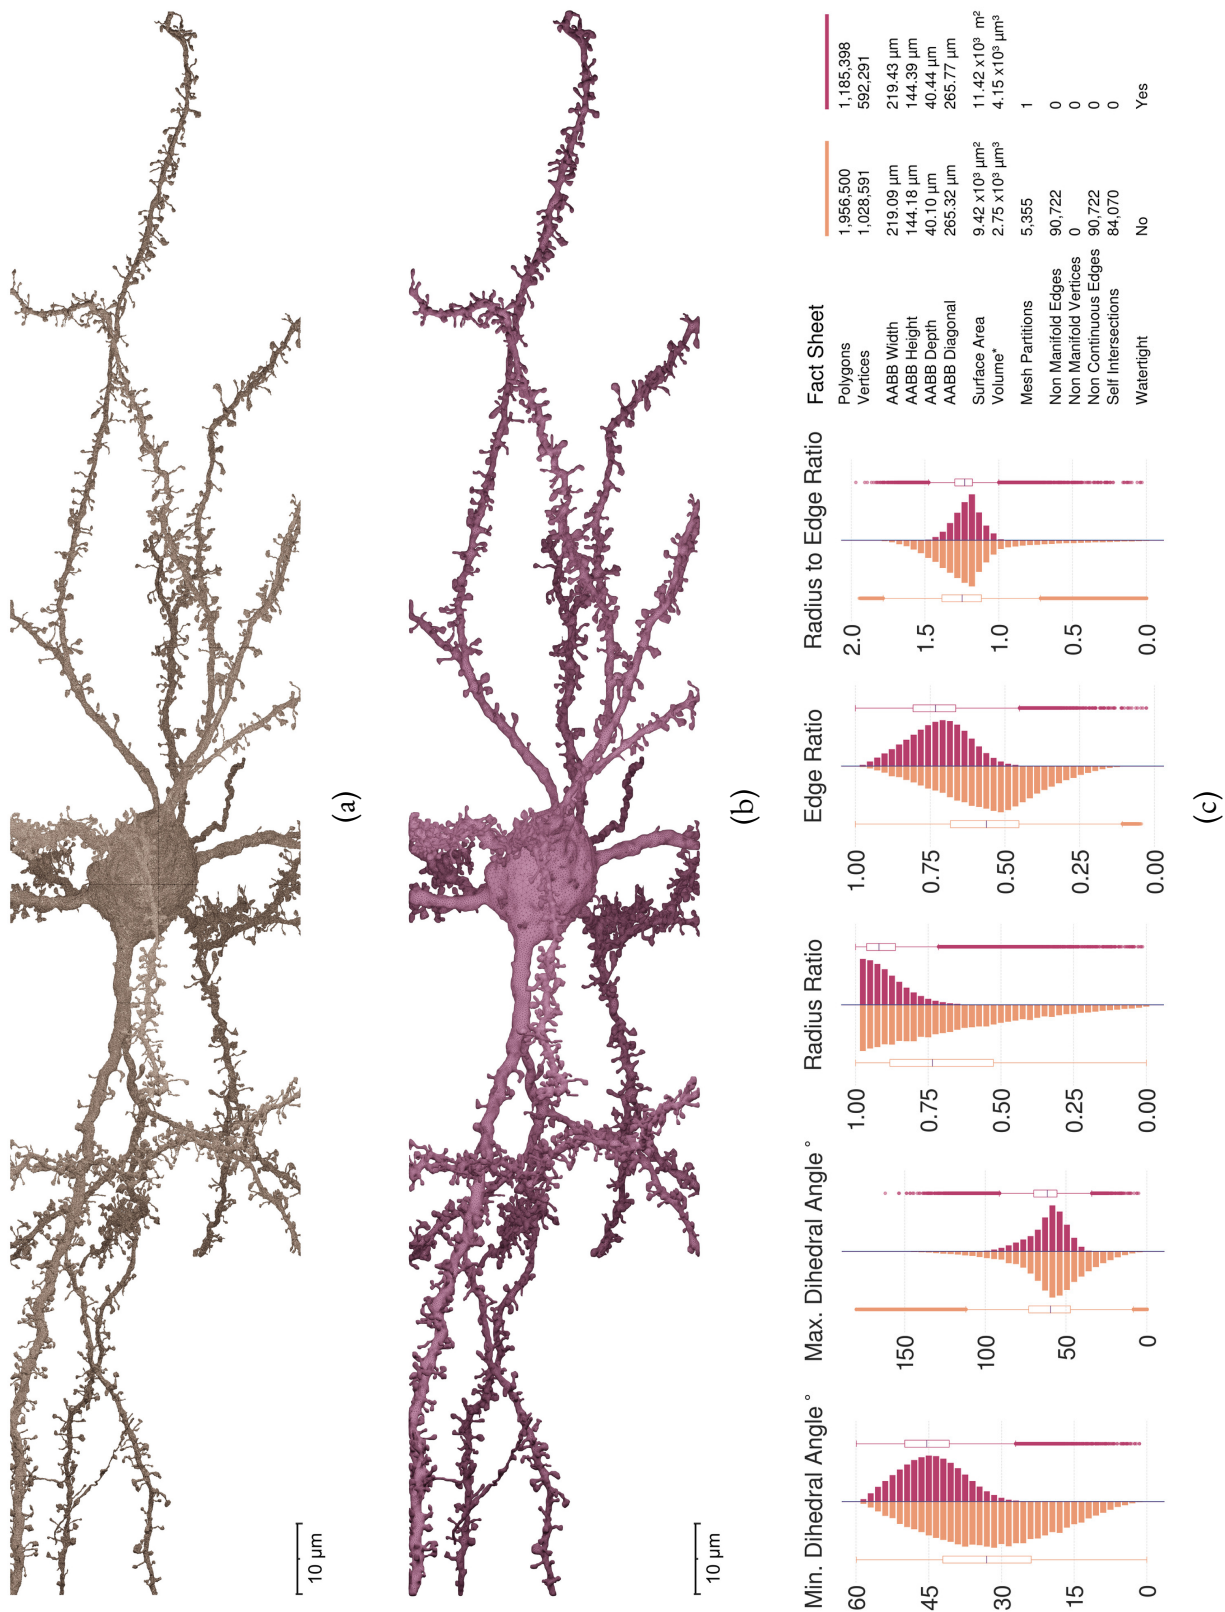 10 μm
(a)
10 μm
(b)
Min. Dihedral Angle °
60
45
30
15
0
Max. Dihedral Angle °
150
100
50
0
Radius Ratio
1.00
0.75
0.50
0.25
0.00
Edge Ratio
1.00
0.75
0.50
0.25
0.00
Radius to Edge Ratio
2.0
1.5
1.0
0.5
0.0
Fact Sheet
Polygons 1,956,500 1,185,398
Vertices 1,028,591 592,291
AABB Width 219.09 μm 219.43 μm
AABB Height 144.18 μm 144.39 μm
AABB Depth 40.10 μm 40.44 μm
AABB Diagonal 265.32 μm 265.77 μm
Surface Area 9.42 x10³ μm² 11.42 x10³ m²
Volume* 2.75 x10³ μm³ 4.15 x10³ μm³
Mesh Partitions 5,355 1
Non Manifold Edges 90,722 0
Non Manifold Vertices 0 0
Non Continuous Edges 90,722 0
Self Intersections 84,070 0
Watertight No Yes
(c)